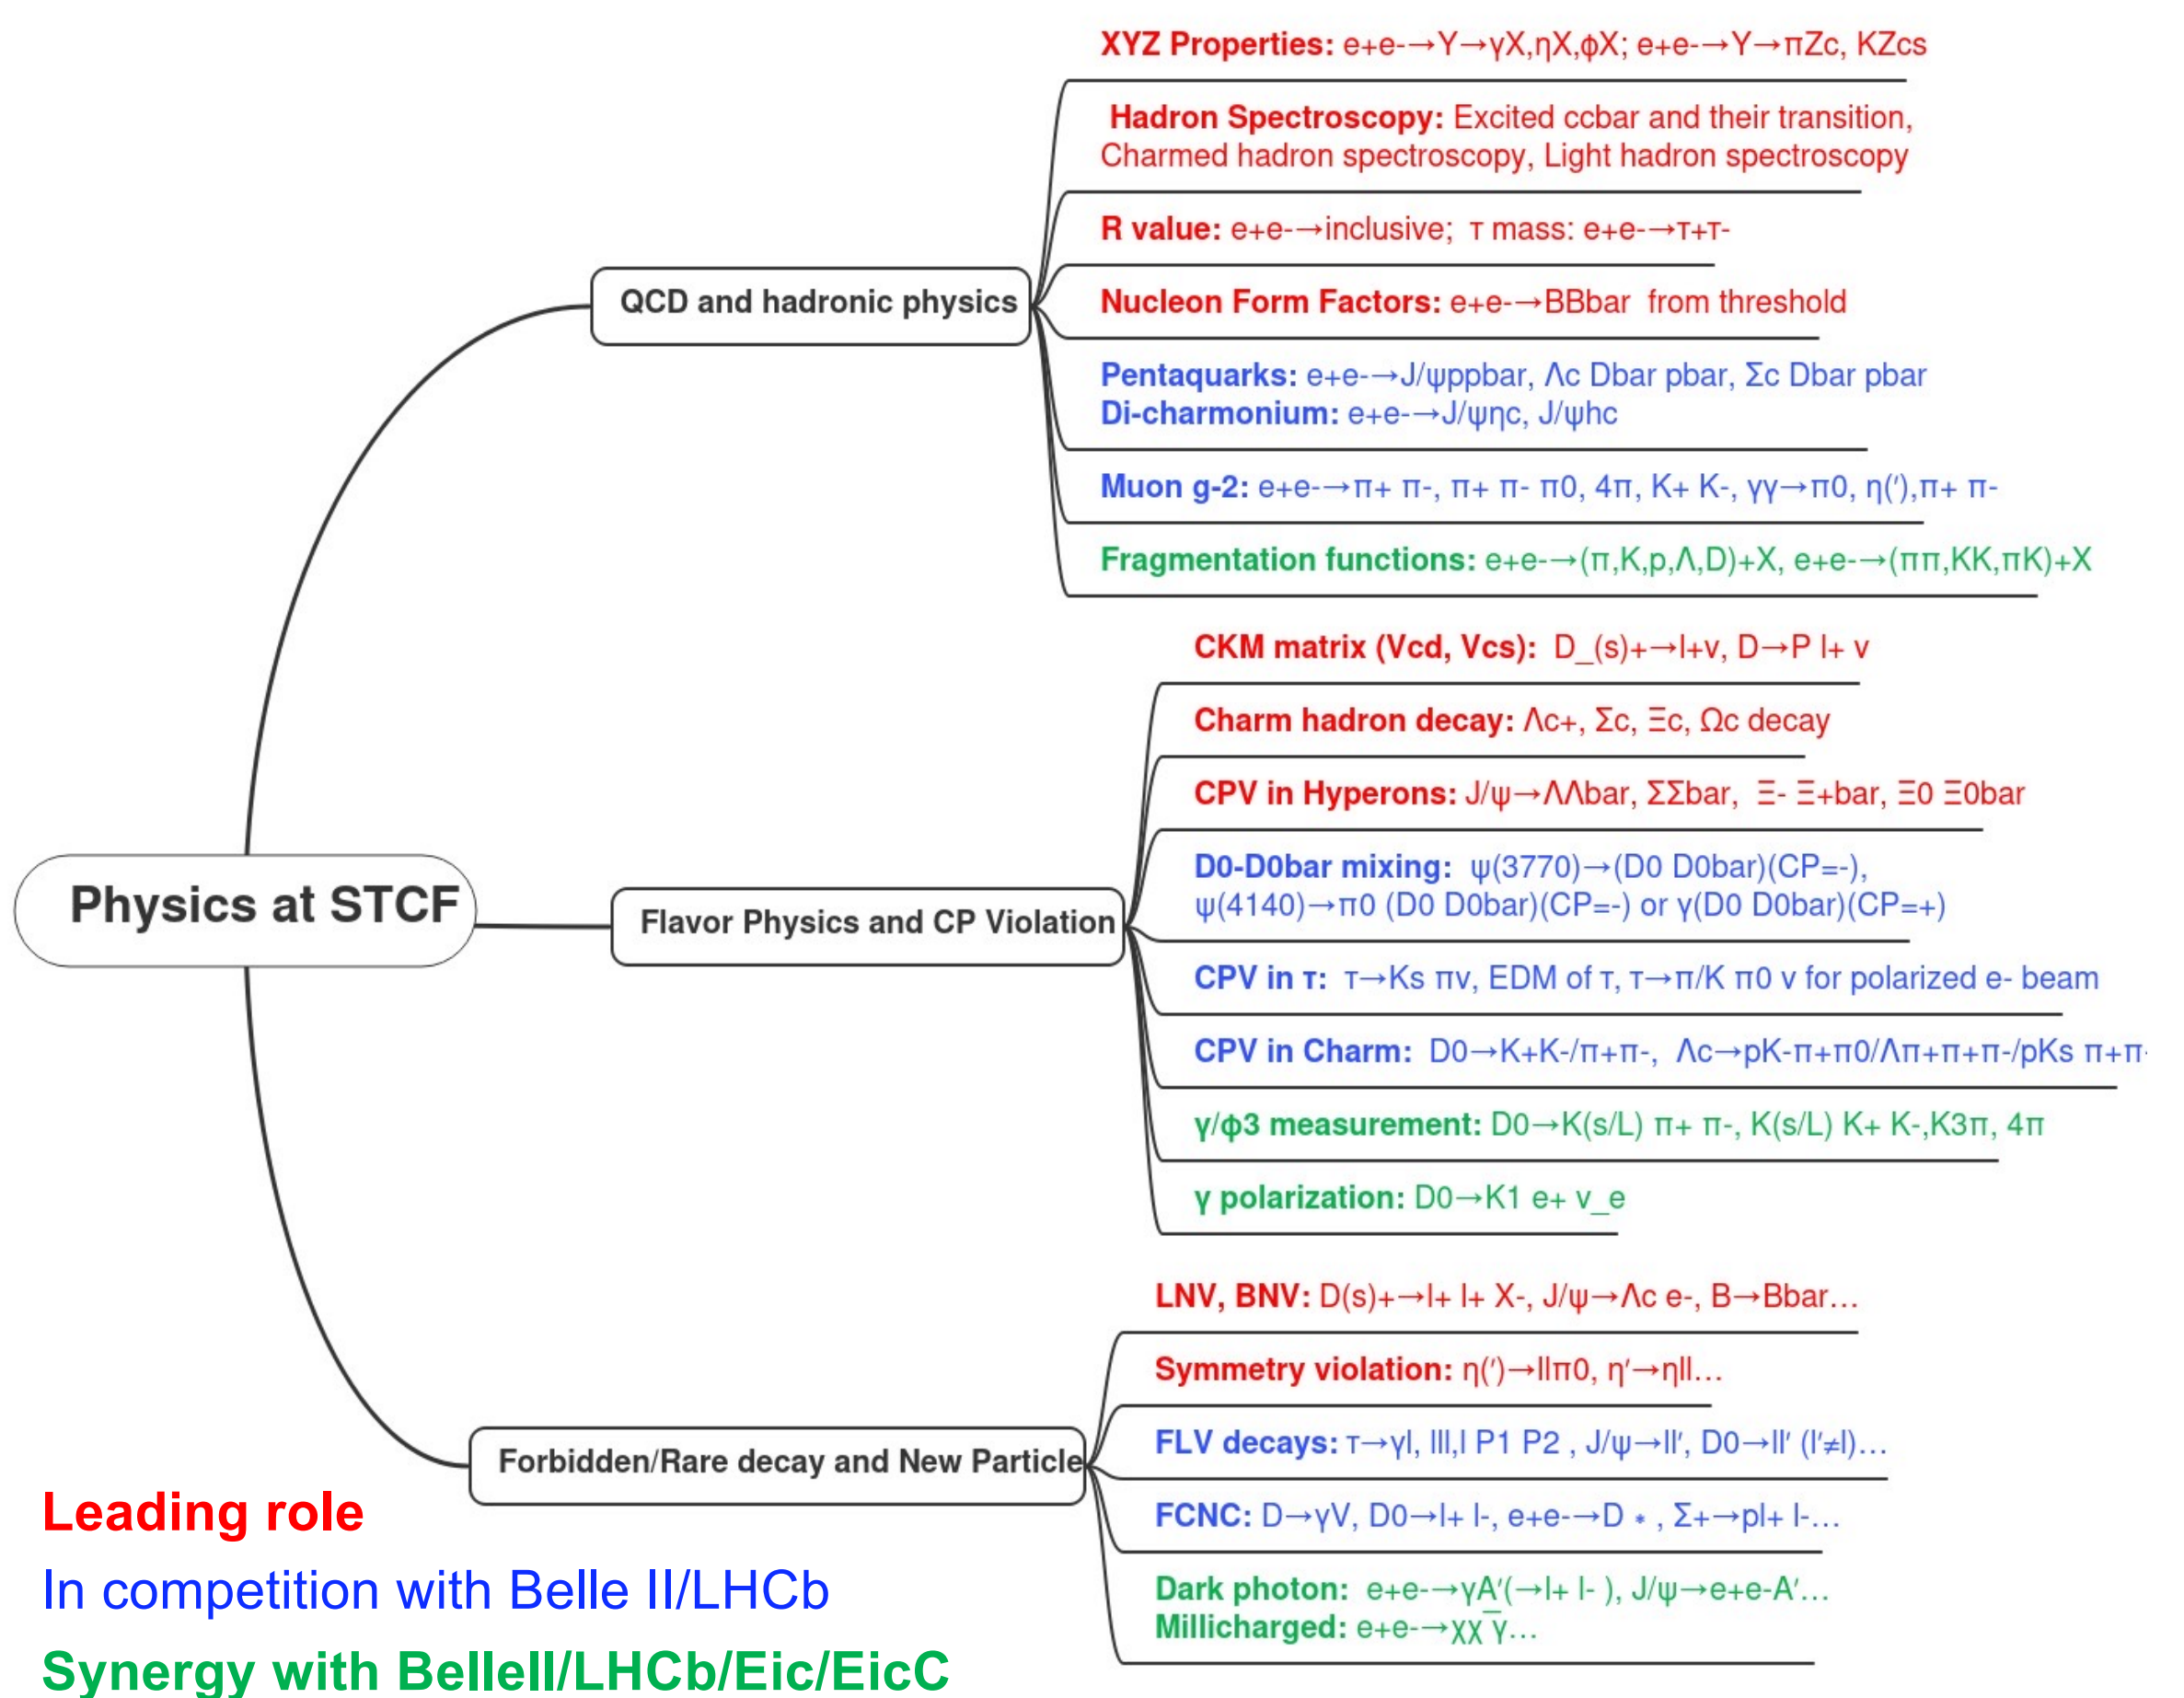 XYZ Properties: e+e-→Y→γX,ηX,ϕX; e+e-→Y→πZc, KZcs
Hadron Spectroscopy: Excited ccbar and their transition,
Charmed hadron spectroscopy, Light hadron spectroscopy
R value: e+e-→inclusive; τ mass: e+e-→τ+τ-
QCD and hadronic physics
Nucleon Form Factors: e+e-→BBbar from threshold
Pentaquarks: e+e-→J/ψppbar, Λc Dbar pbar, Σc Dbar pbar
Di-charmonium: e+e-→J/ψηc, J/ψhc
Muon g-2: e+e-→π+ π-, π+ π- π0, 4π, K+ K-, γγ→π0, η(′),π+ π-
Fragmentation functions: e+e-→(π,K,p,Λ,D)+X, e+e-→(ππ,KK,πK)+X
CKM matrix (Vcd, Vcs): D_(s)+→l+ν, D→P l+ ν
Charm hadron decay: Λc+, Σc, Ξc, Ωc decay
CPV in Hyperons: J/ψ→ΛΛbar, ΣΣbar, Ξ- Ξ+bar, Ξ0 Ξ0bar
D0-D0bar mixing: ψ(3770)→(D0 D0bar)(CP=-),
ψ(4140)→π0 (D0 D0bar)(CP=-) or γ(D0 D0bar)(CP=+)
Physics at STCF
Flavor Physics and CP Violation
CPV in τ: τ→Ks πν, EDM of τ, τ→π/K π0 ν for polarized e- beam
CPV in Charm: D0→K+K-/π+π-, Λc→pK-π+π0/Λπ+π+π-/pKs π+π-
γ/ϕ3 measurement: D0→K(s/L) π+ π-, K(s/L) K+ K-,K3π, 4π
γ polarization: D0→K1 e+ ν_e
LNV, BNV: D(s)+→l+ l+ X-, J/ψ→Λc e-, B→Bbar…
Symmetry violation: η(′)→llπ0, η′→ηll…
FLV decays: τ→γl, lll,l P1 P2 , J/ψ→ll′, D0→ll′ (l′≠l)…
Forbidden/Rare decay and New Particle
FCNC: D→γV, D0→l+ l-, e+e-→D * , Σ+→pl+ l-…
Dark photon: e+e-→γA′(→l+ l- ), J/ψ→e+e-A′…
Millicharged: e+e-→χχ ̅γ…
Leading role
In competition with Belle II/LHCb
Synergy with BelleII/LHCb/Eic/EicC